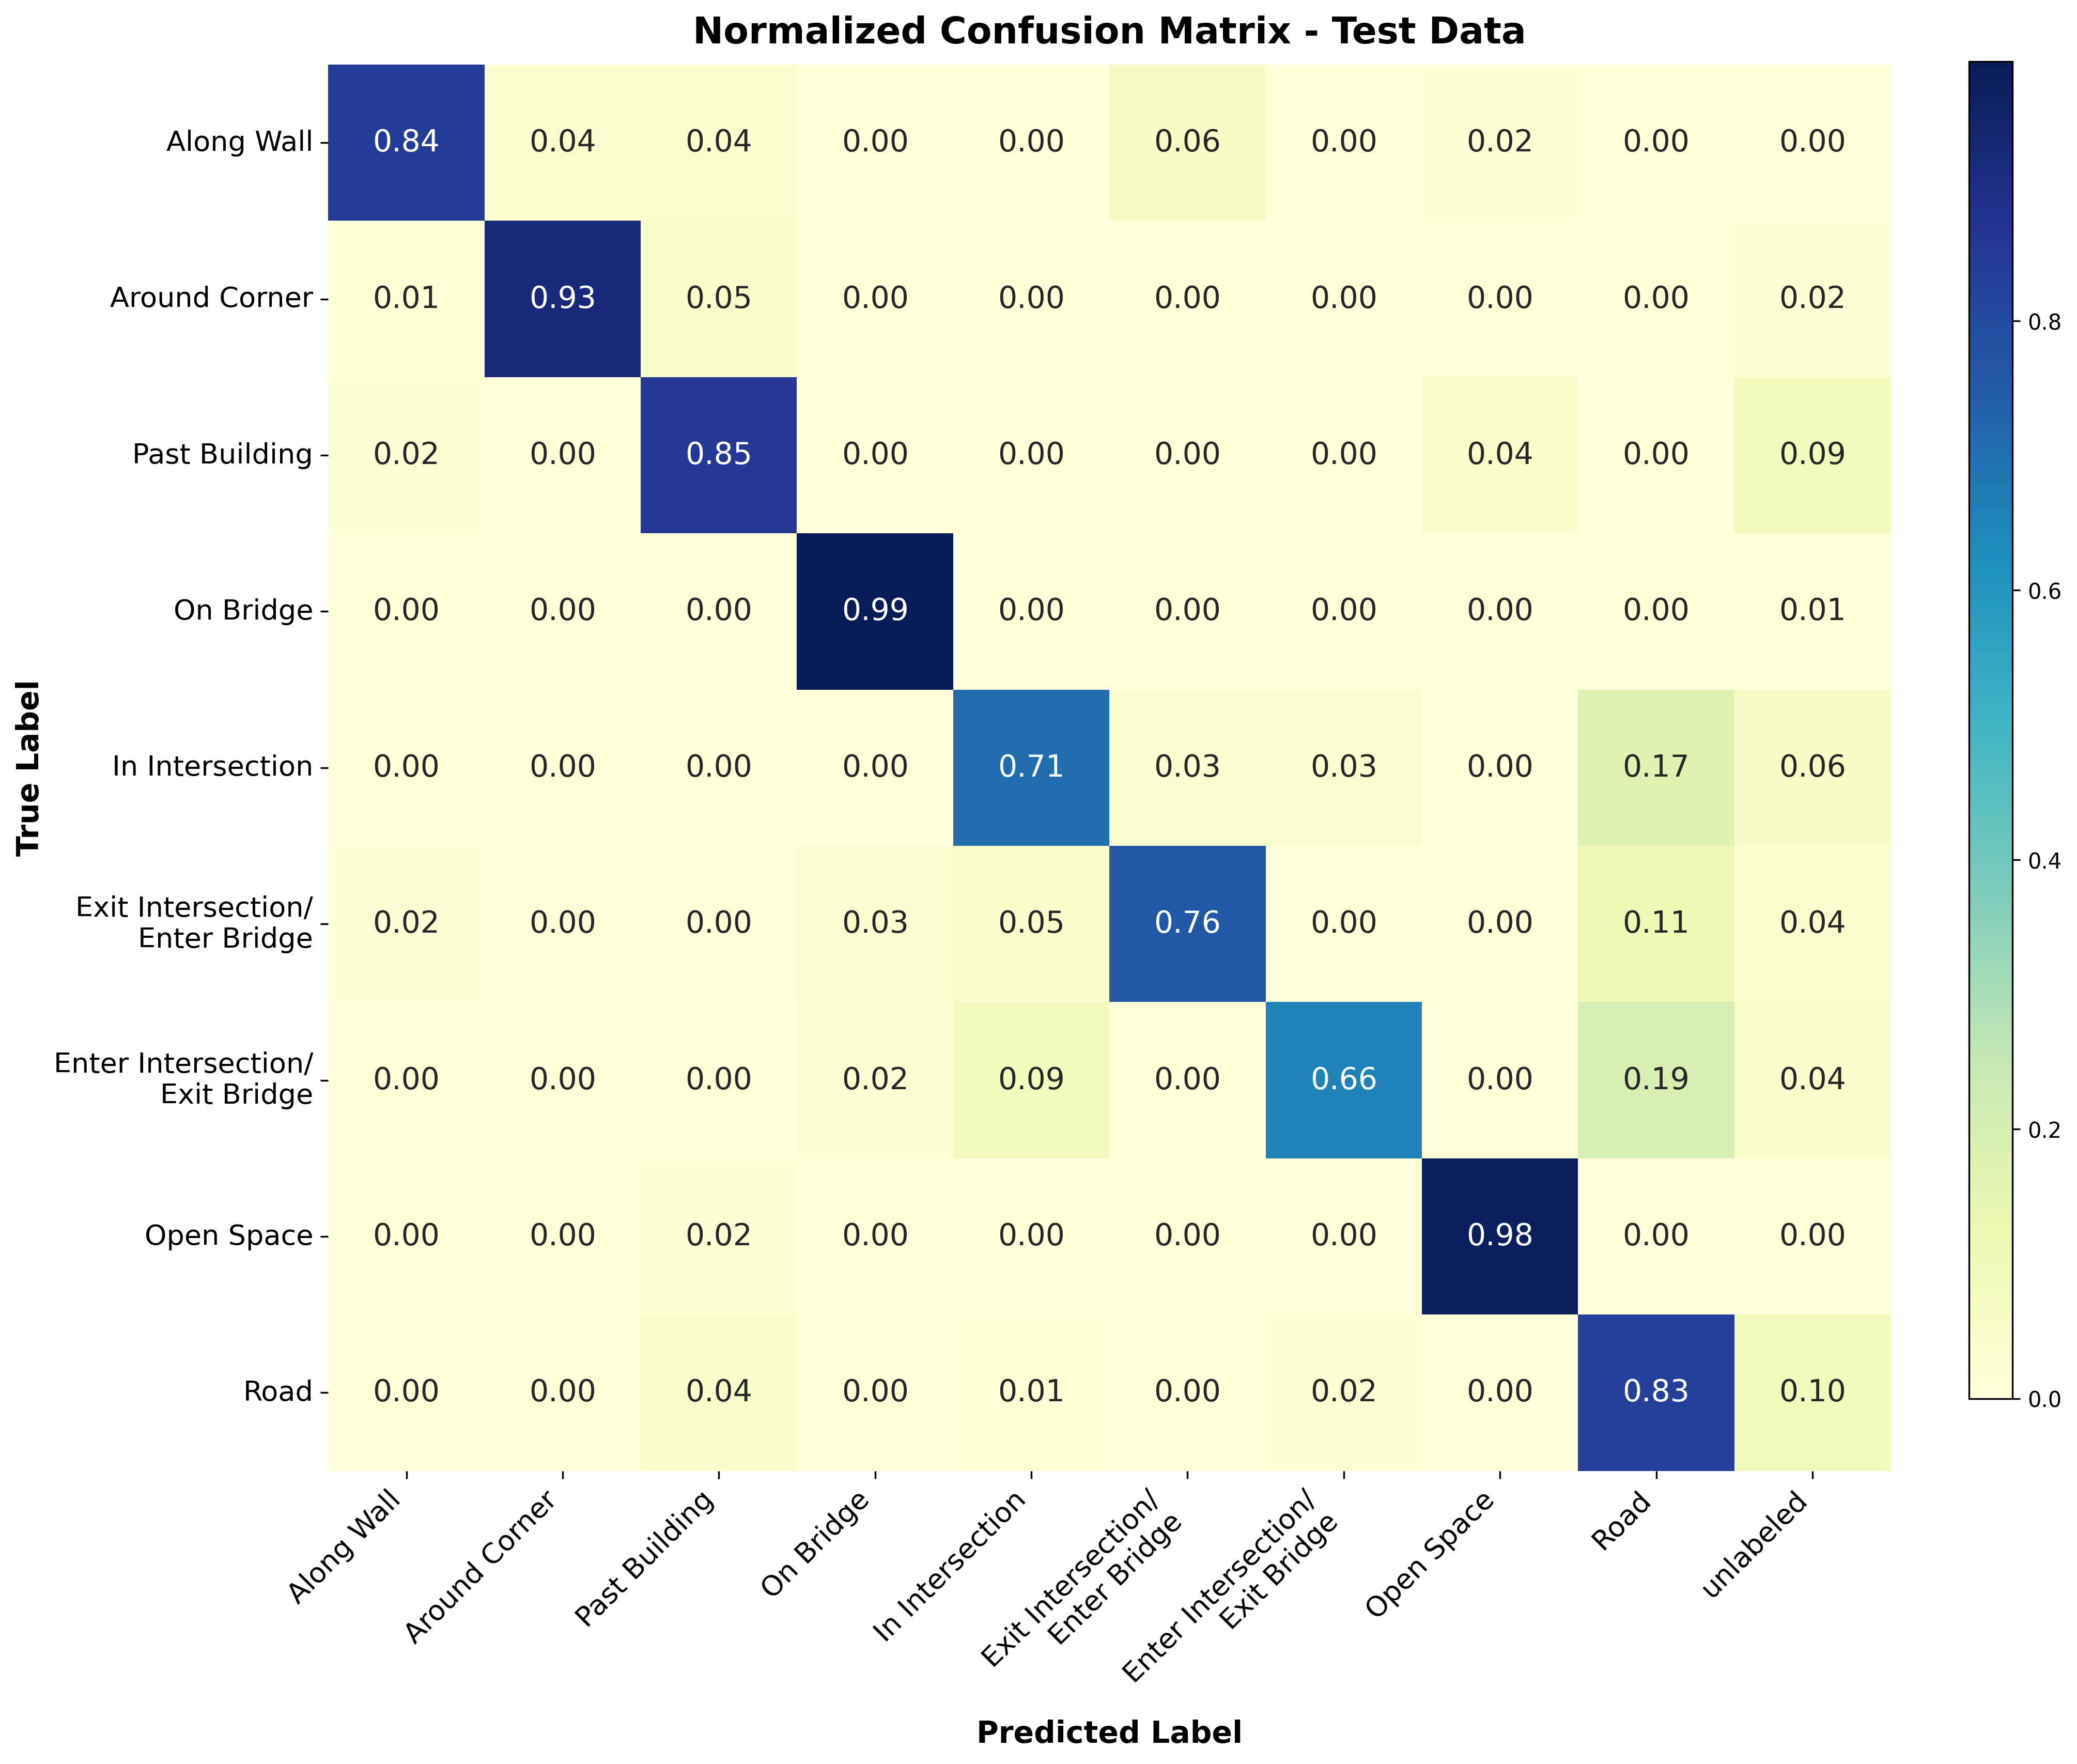 Normalized Confusion Matrix - Test Data
True Label
Along Wall 0.84 0.04 0.04 0.00 0.00 0.06 0.00 0.02 0.00 0.00
Around Corner 0.01 0.93 0.05 0.00 0.00 0.00 0.00 0.00 0.00 0.02
Past Building 0.02 0.00 0.85 0.00 0.00 0.00 0.00 0.04 0.00 0.09
On Bridge 0.00 0.00 0.00 0.99 0.00 0.00 0.00 0.00 0.00 0.01
In Intersection 0.00 0.00 0.00 0.00 0.71 0.03 0.03 0.00 0.17 0.06
Exit Intersection/
Enter Bridge 0.02 0.00 0.00 0.03 0.05 0.76 0.00 0.00 0.11 0.04
Enter Intersection/
Exit Bridge 0.00 0.00 0.00 0.02 0.09 0.00 0.66 0.00 0.19 0.04
Open Space 0.00 0.00 0.02 0.00 0.00 0.00 0.00 0.98 0.00 0.00
Road 0.00 0.00 0.04 0.00 0.01 0.00 0.02 0.00 0.83 0.10
Along Wall
Around Corner
Past Building
On Bridge
In Intersection
Exit Intersection/
Enter Bridge
Enter Intersection/
Exit Bridge
Open Space
Road
unlabeled
Predicted Label
0.8
0.6
0.4
0.2
0.0